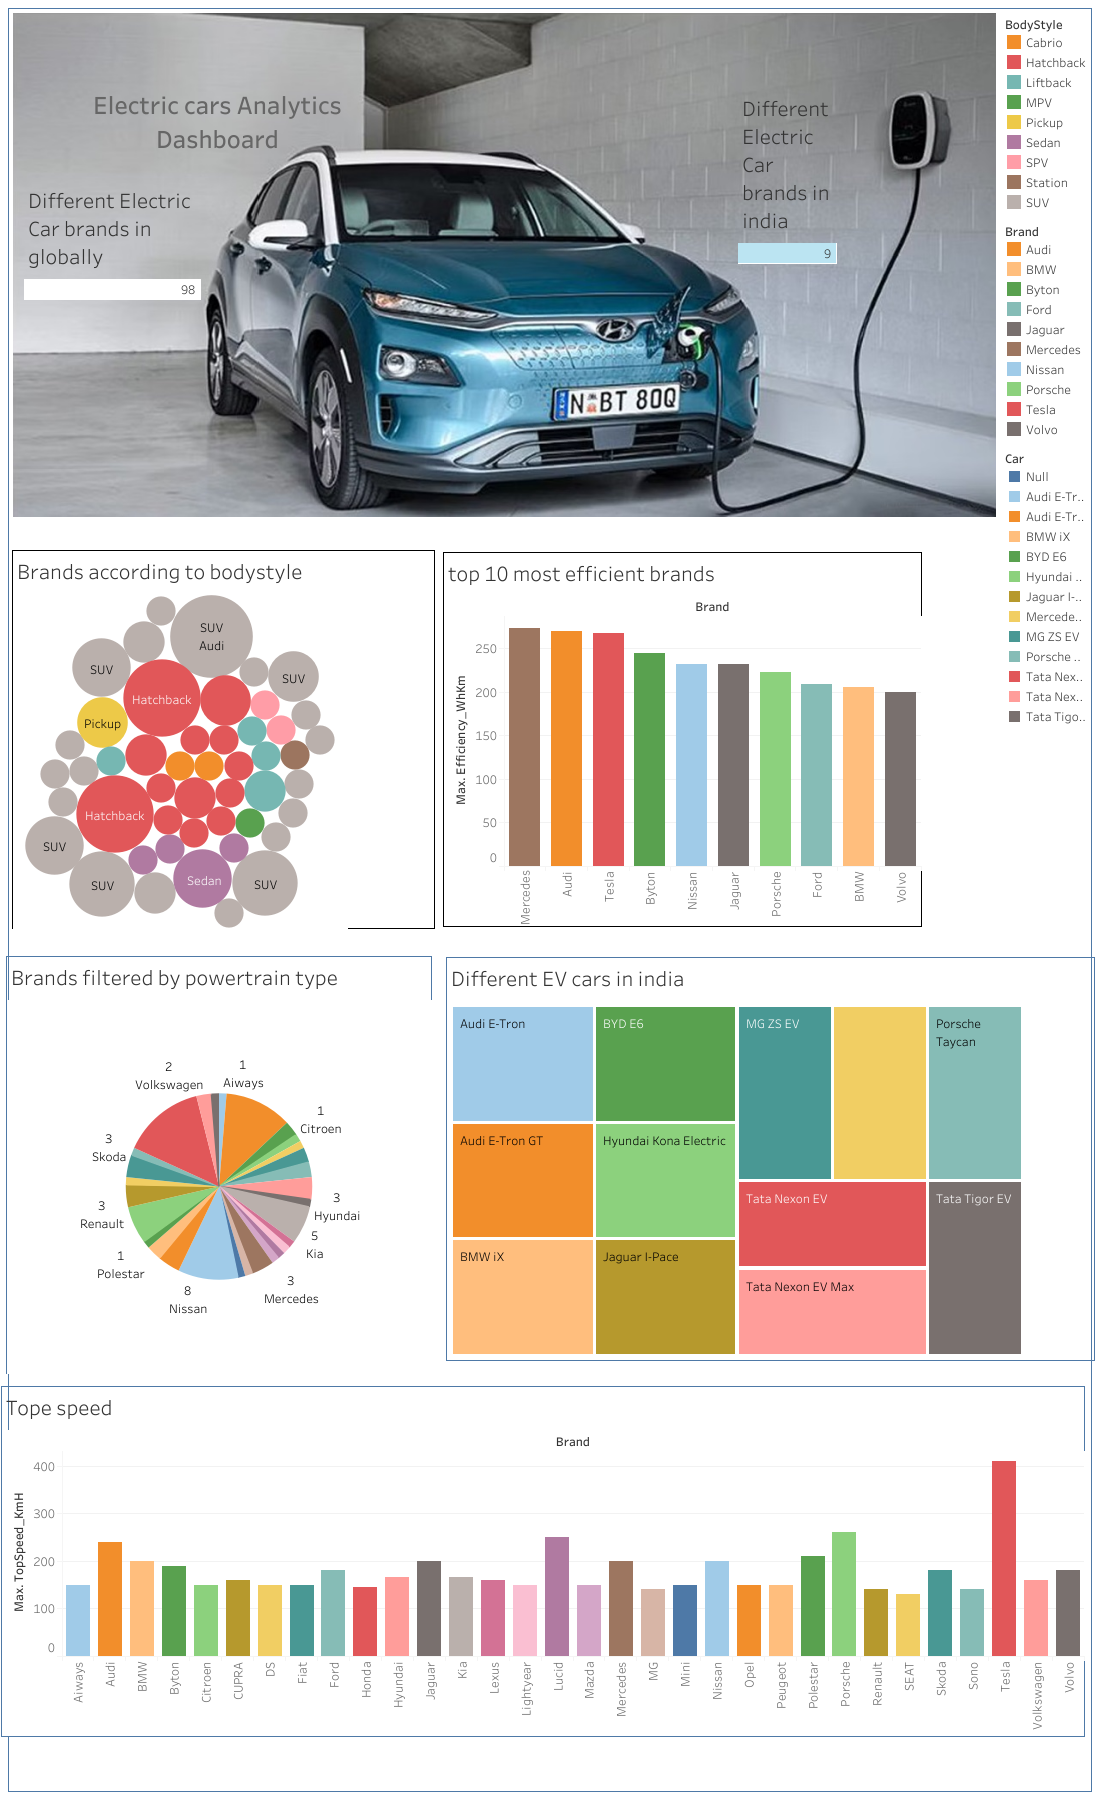 Electric cars Analytics
Dashboard
Different Electric
Car brands in
globally
98
Different
Electric
Car
brands in
india
9
N BT 80Q
BodyStyle
Cabrio
Hatchback
Liftback
MPV
Pickup
Sedan
SPV
Station
SUV
Brand
Audi
BMW
Byton
Ford
Jaguar
Mercedes
Nissan
Porsche
Tesla
Volvo
Car
Null
Audi E-Tr..
Audi E-Tr..
BMW iX
BYD E6
Hyundai ..
Jaguar I-..
Mercede..
MG ZS EV
Porsche ..
Tata Nex..
Tata Nex..
Tata Tigo..
Brands according to bodystyle
SUV
Audi
SUV
SUV
Hatchback
Pickup
Hatchback
SUV
SUV
Sedan
SUV
top 10 most efficient brands
Brand
Max. Efficiency_WhKm
250
200
150
100
50
0
Mercedes
Audi
Tesla
Byton
Nissan
Jaguar
Porsche
Ford
BMW
Volvo
Brands filtered by powertrain type
2
Volkswagen
1
Aiways
1
Citroen
3
Skoda
3
Hyundai
3
Renault
5
Kia
1
Polestar
3
Mercedes
8
Nissan
Different EV cars in india
Audi E-Tron
BYD E6
MG ZS EV
Porsche
Taycan
Audi E-Tron GT
Hyundai Kona Electric
Tata Nexon EV
Tata Tigor EV
BMW iX
Jaguar I-Pace
Tata Nexon EV Max
Tope speed
Brand
Max. TopSpeed_KmH
400
300
200
100
0
Aiways
Audi
BMW
Byton
Citroen
CUPRA
DS
Fiat
Ford
Honda
Hyundai
Jaguar
Kia
Lexus
Lightyear
Lucid
Mazda
Mercedes
MG
Mini
Nissan
Opel
Peugeot
Polestar
Porsche
Renault
SEAT
Skoda
Sono
Tesla
Volkswagen
Volvo